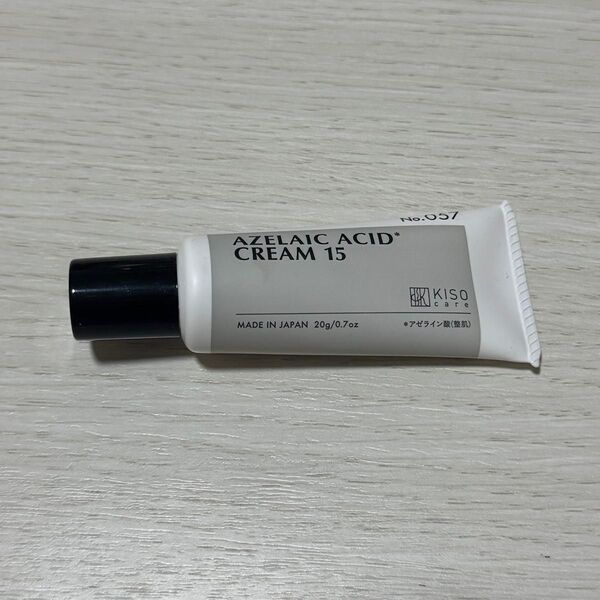 No.057
AZELAIC ACID*
CREAM 15
KISO
care
MADE IN JAPAN 20g/0.7oz
*アゼライン酸(整肌)